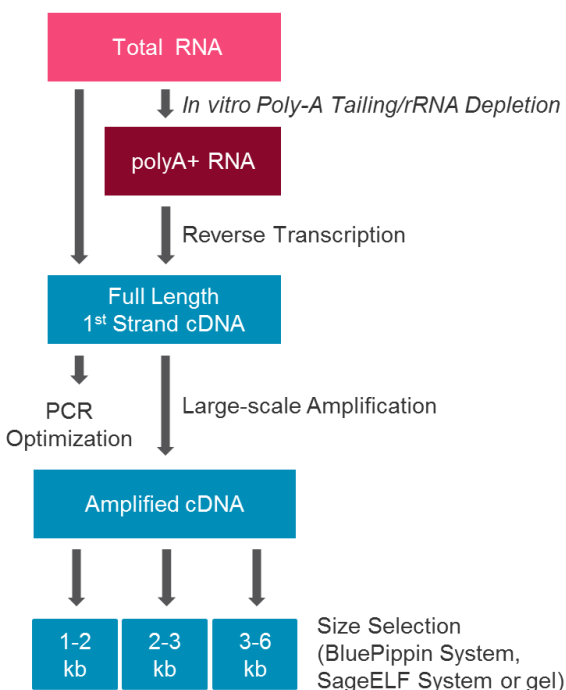 Total RNA
In vitro Poly-A Tailing/rRNA Depletion
polyA+ RNA
Reverse Transcription
Full Length
1st Strand cDNA
PCR
Optimization
Large-scale Amplification
Amplified cDNA
1-2
kb
2-3
kb
3-6
kb
Size Selection
(BluePippin System,
SageELF System or gel)